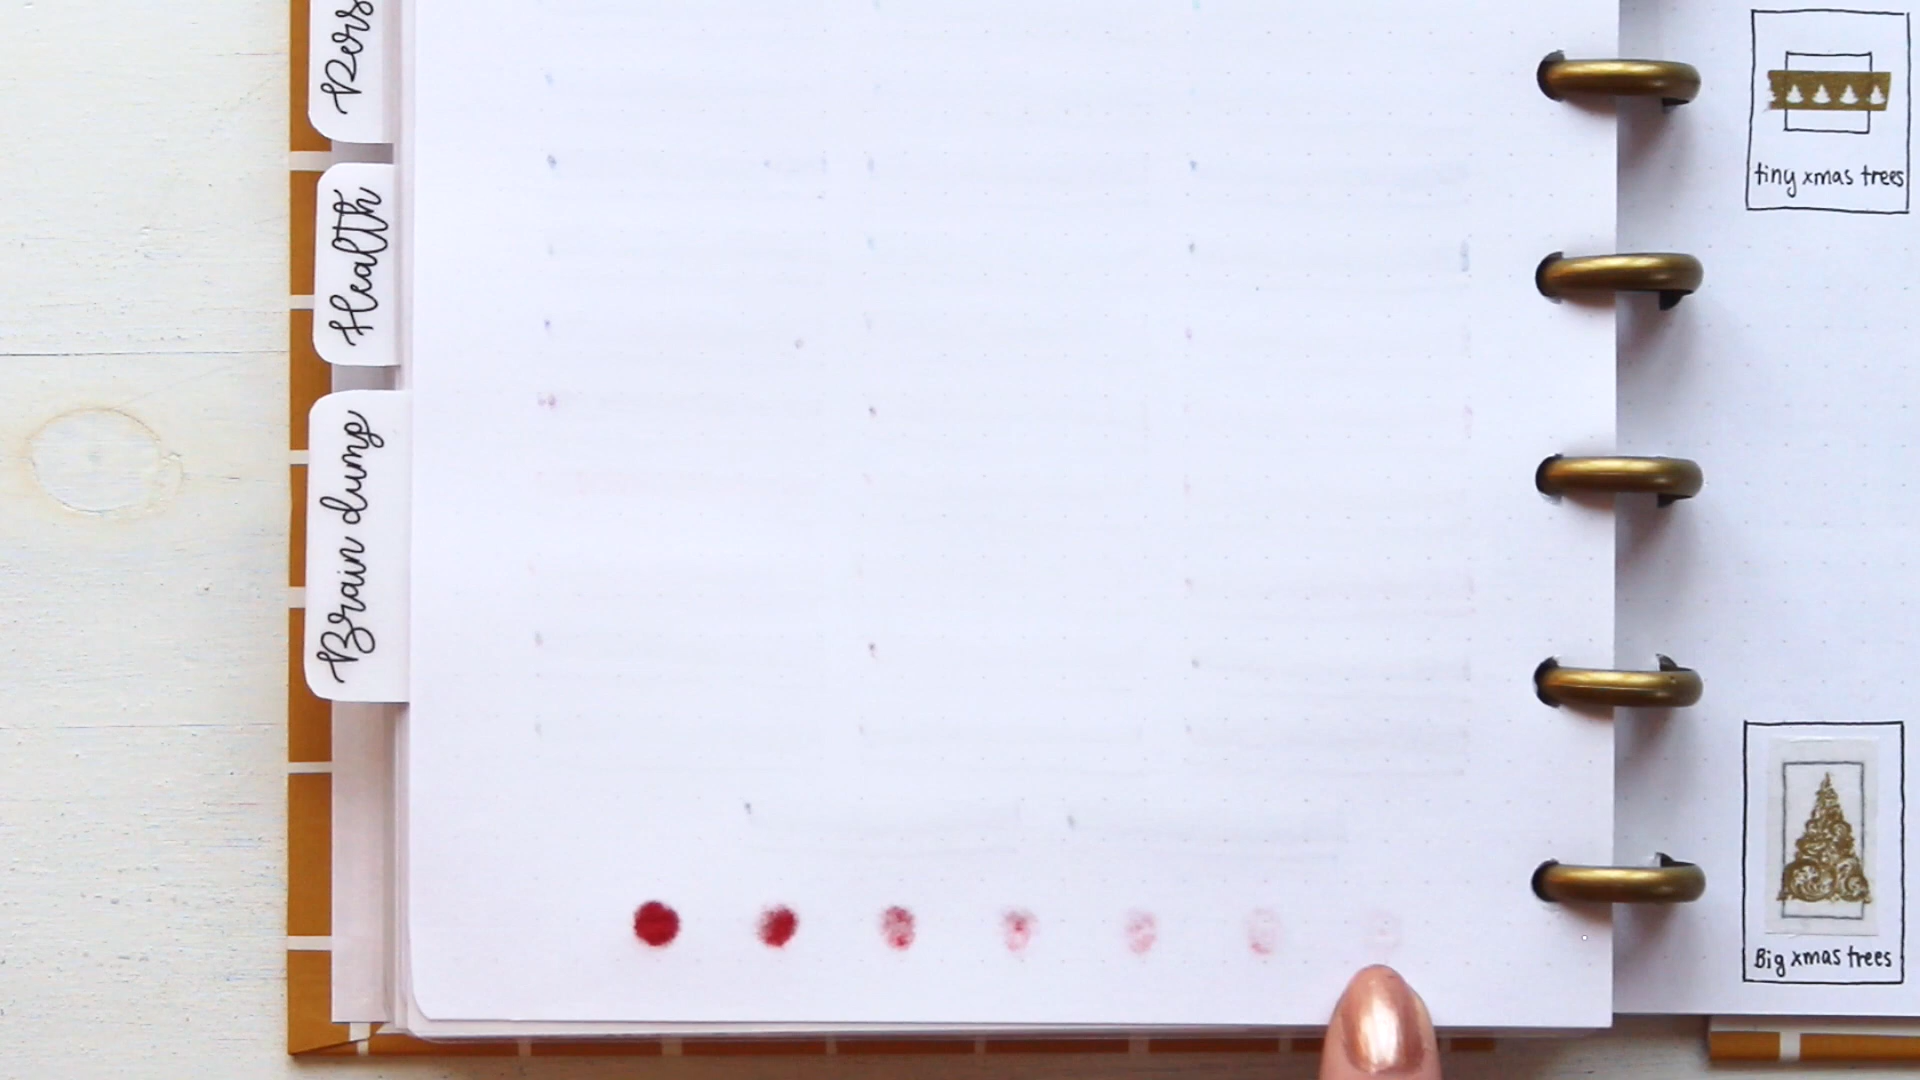 Health
Brain dump
tiny xmas trees
Big xmas trees